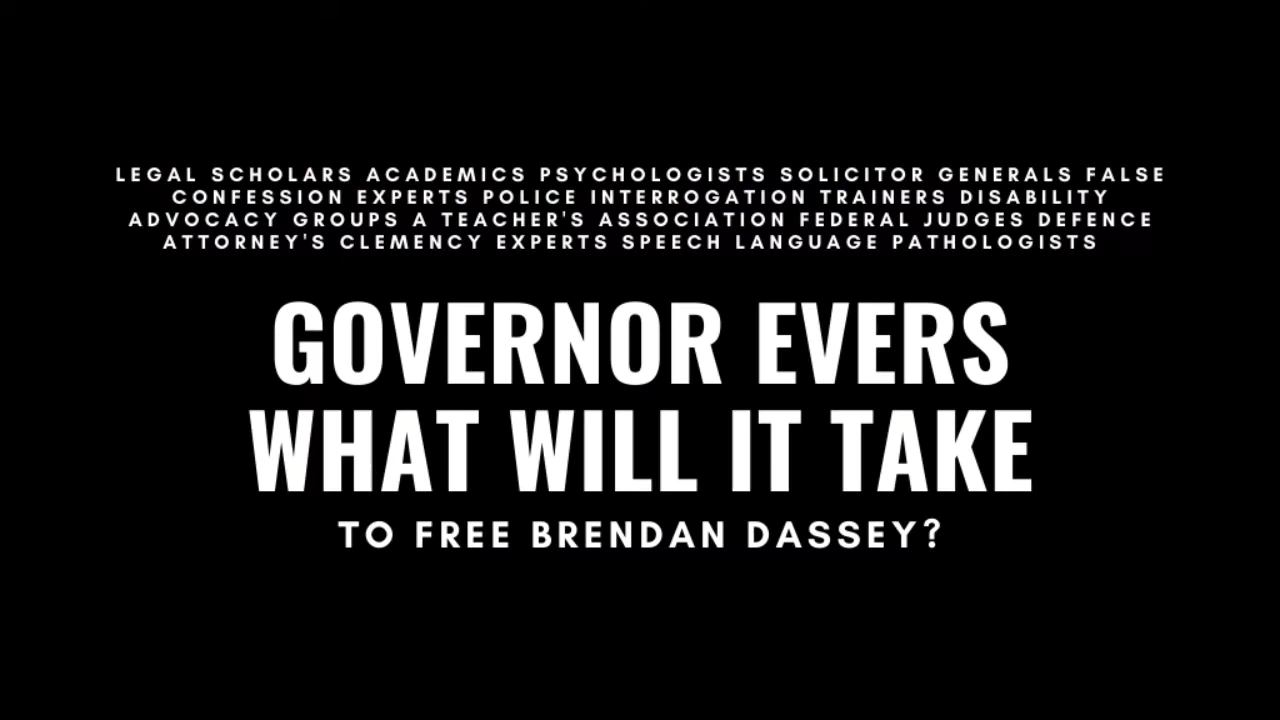 LEGAL SCHOLARS ACADEMICS PSYCHOLOGISTS SOLICITOR GENERALS FALSE
CONFESSION EXPERTS POLICE INTERROGATION TRAINERS DISABILITY
ADVOCACY GROUPS A TEACHER'S ASSOCIATION FEDERAL JUDGES DEFENCE
ATTORNEY'S CLEMENCY EXPERTS SPEECH LANGUAGE PATHOLOGISTS
GOVERNOR EVERS
WHAT WILL IT TAKE
TO FREE BRENDAN DASSEY?